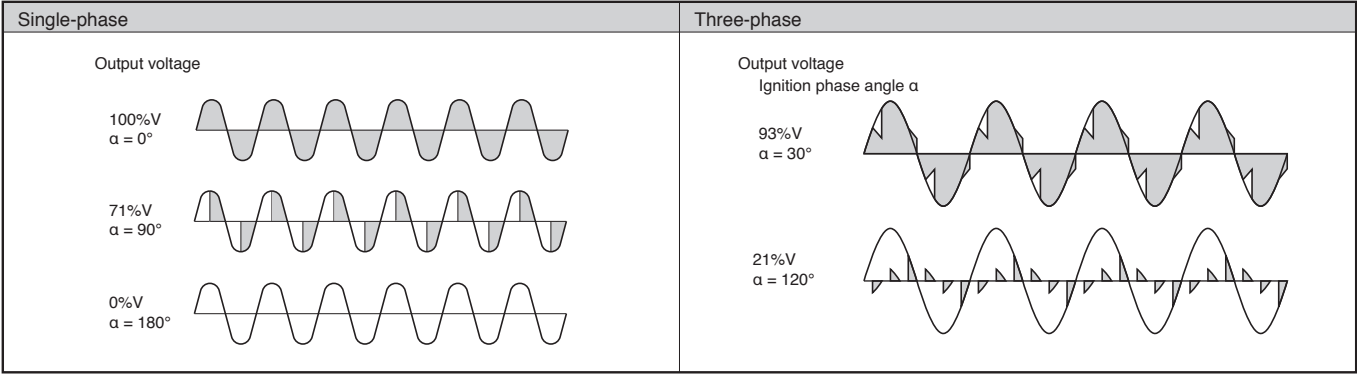 Single-phase
Output voltage
100%V
α = 0°
71%V
α = 90°
0%V
α = 180°
Three-phase
Output voltage
Ignition phase angle α
93%V
α = 30°
21%V
α = 120°